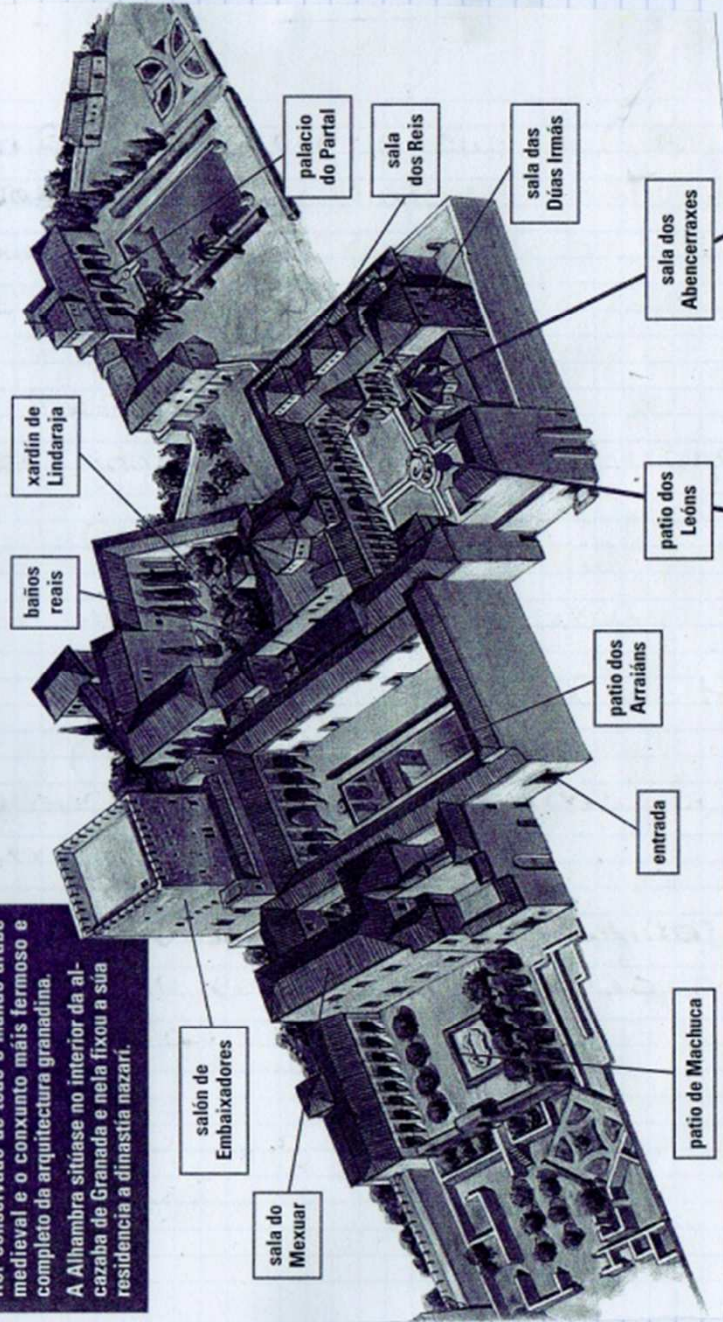 medieval e o conxunto máis fermoso e
completo da arquitectura granadina.
A Alhambra sitúase no interior da al-
cazaba de Granada e nela fixou a súa
residencia a dinastía nazarí.
sala do
Mexuar
salón de
Embaixadores
baños
reais
xardín de
Lindaraja
palacio
do Partal
sala
dos Reis
sala das
Dúas Irmás
sala dos
Abencerraxes
patio dos
Leóns
patio dos
Arraiáns
entrada
patio de Machuca